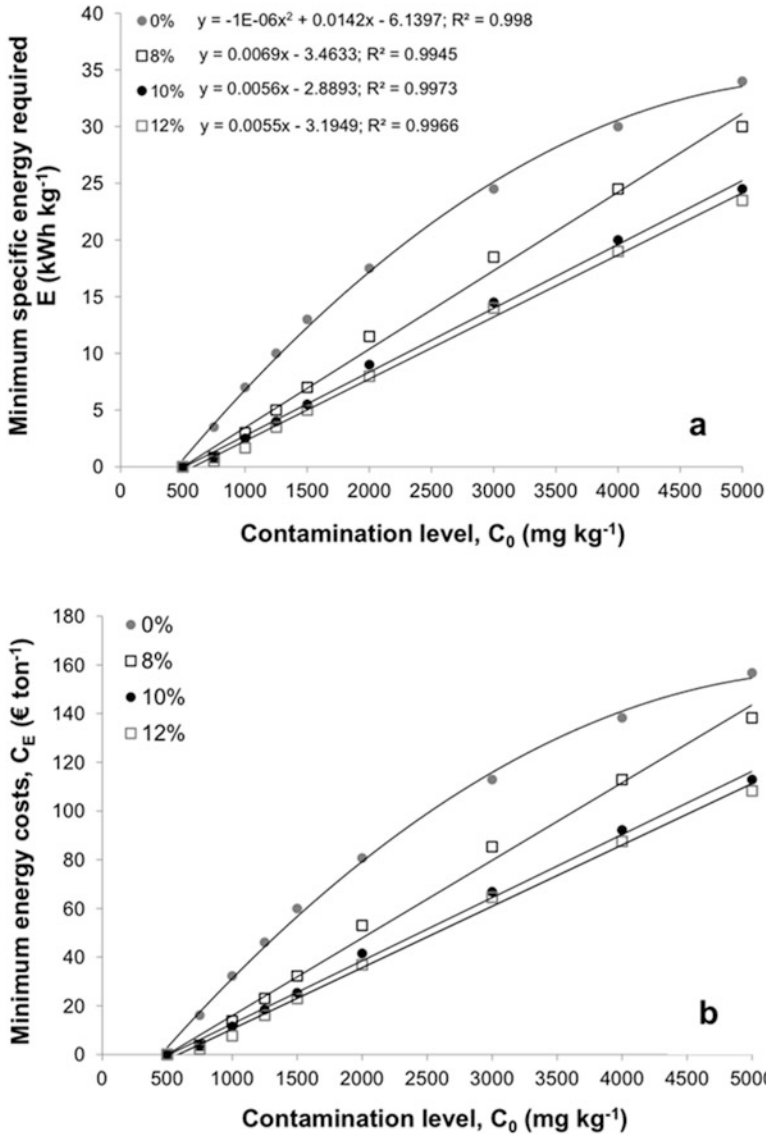 0% y = -1E-06x² + 0.0142x - 6.1397; R² = 0.998
8% y = 0.0069x - 3.4633; R² = 0.9945
10% y = 0.0056x - 2.8893; R² = 0.9973
12% y = 0.0055x - 3.1949; R² = 0.9966
Minimum specific energy required
E (kWh kg⁻¹)
40
35
30
25
20
15
10
5
0
a
0 500 1000 1500 2000 2500 3000 3500 4000 4500 5000
Contamination level, C₀ (mg kg⁻¹)
Minimum energy costs, C_E (€ ton⁻¹)
180
160
140
120
100
80
60
40
20
0
0%
8%
10%
12%
b
0 500 1000 1500 2000 2500 3000 3500 4000 4500 500
Contamination level, C₀ (mg kg⁻¹)